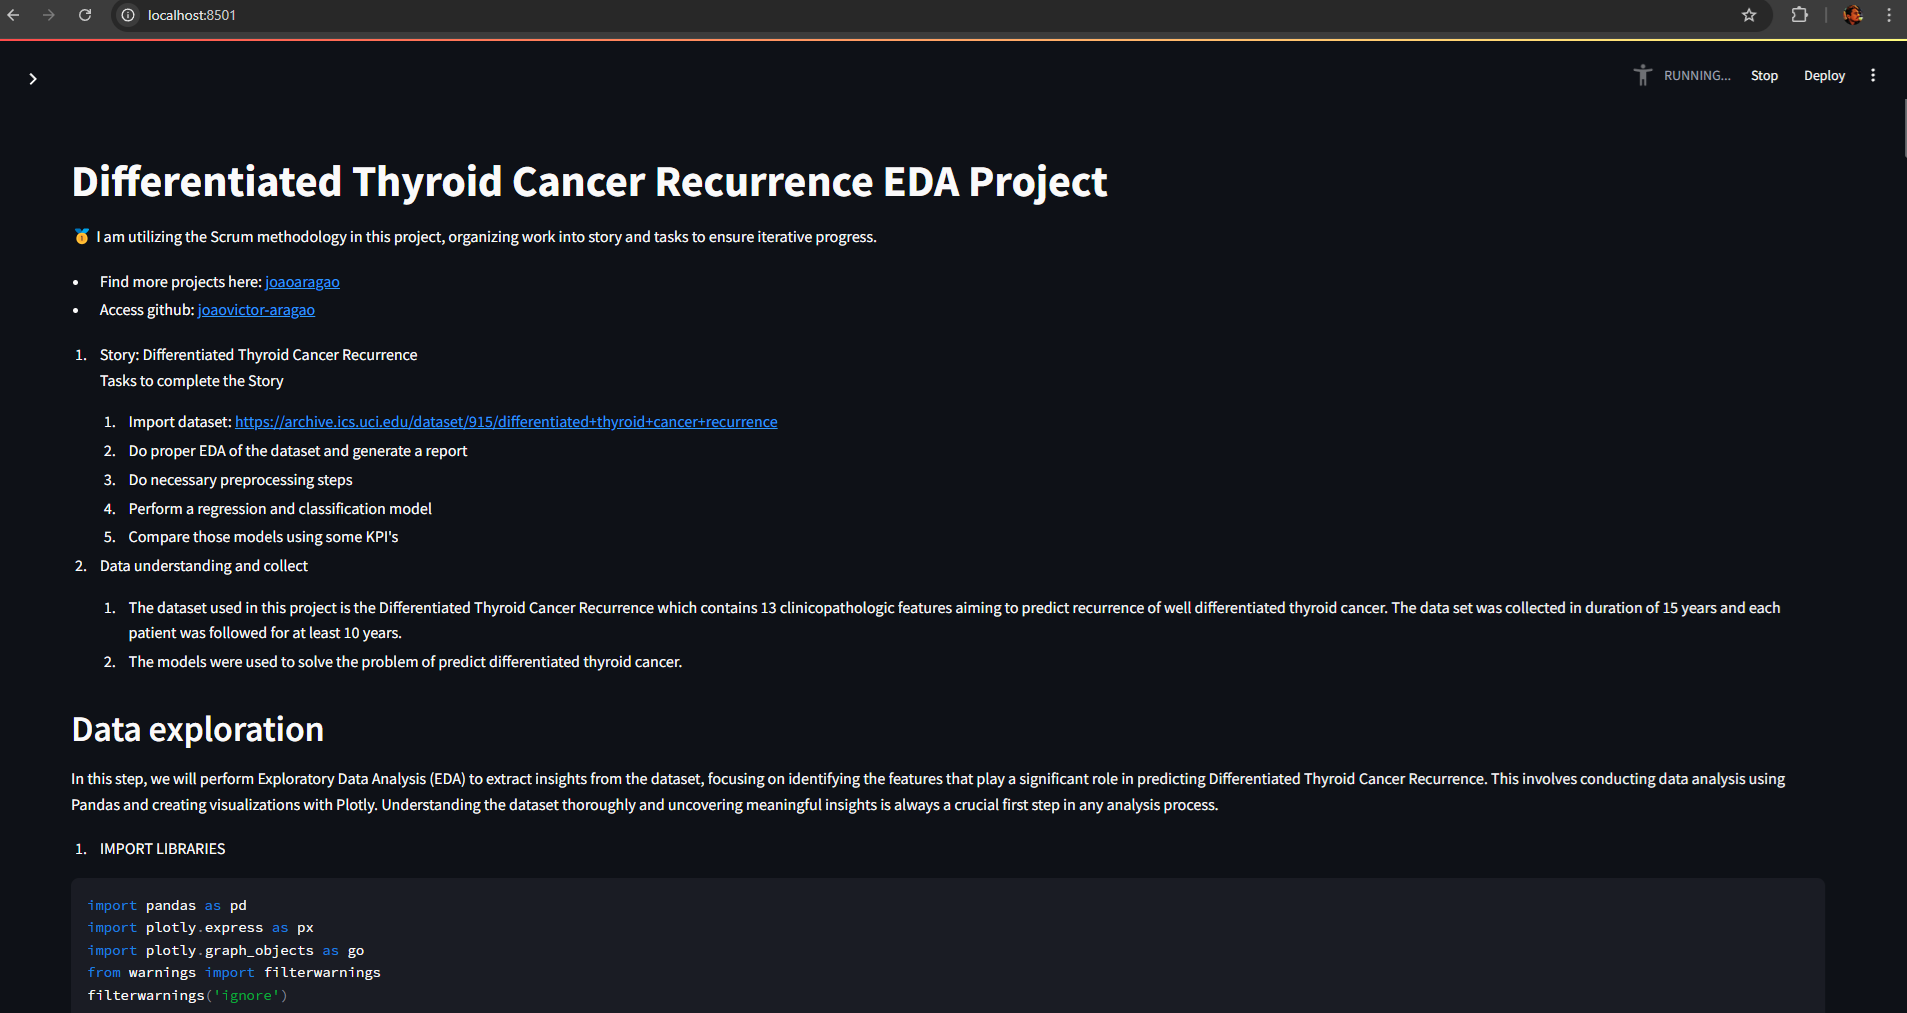 localhost:8501
RUNNING...
Stop
Deploy
Differentiated Thyroid Cancer Recurrence EDA Project
🥇 I am utilizing the Scrum methodology in this project, organizing work into story and tasks to ensure iterative progress.
• Find more projects here: joaoaragao
• Access github: joaovictor-aragao
1. Story: Differentiated Thyroid Cancer Recurrence
Tasks to complete the Story
1. Import dataset: https://archive.ics.uci.edu/dataset/915/differentiated+thyroid+cancer+recurrence
2. Do proper EDA of the dataset and generate a report
3. Do necessary preprocessing steps
4. Perform a regression and classification model
5. Compare those models using some KPI's
2. Data understanding and collect
1. The dataset used in this project is the Differentiated Thyroid Cancer Recurrence which contains 13 clinicopathologic features aiming to predict recurrence of well differentiated thyroid cancer. The data set was collected in duration of 15 years and each
patient was followed for at least 10 years.
2. The models were used to solve the problem of predict differentiated thyroid cancer.
Data exploration
In this step, we will perform Exploratory Data Analysis (EDA) to extract insights from the dataset, focusing on identifying the features that play a significant role in predicting Differentiated Thyroid Cancer Recurrence. This involves conducting data analysis using
Pandas and creating visualizations with Plotly. Understanding the dataset thoroughly and uncovering meaningful insights is always a crucial first step in any analysis process.
1. IMPORT LIBRARIES
import pandas as pd
import plotly.express as px
import plotly.graph_objects as go
from warnings import filterwarnings
filterwarnings('ignore')